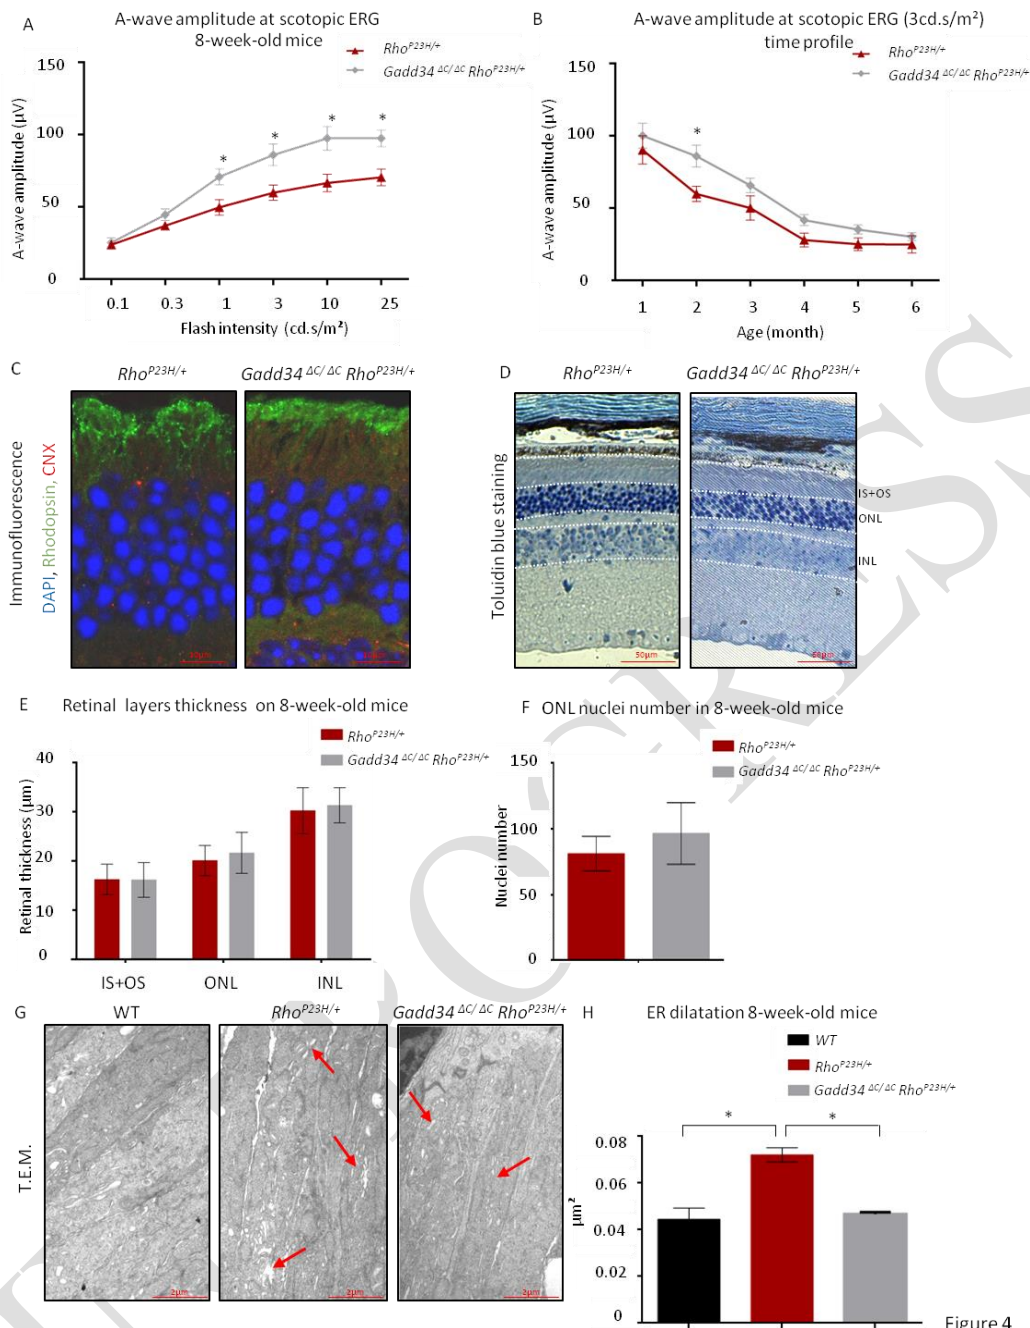 A
A-wave amplitude at scotopic ERG
8-week-old mice
Rho^P23H/+
Gadd34 ^ΔC/ ΔC Rho^P23H/+
150
100
50
0
A-wave amplitude (µV)
* * * *
0.1 0.3 1 3 10 25
Flash intensity (cd.s/m²)
B
A-wave amplitude at scotopic ERG (3cd.s/m²)
time profile
Rho^P23H/+
Gadd34 ^ΔC/ ΔC Rho^P23H/+
150
100
50
0
A-wave amplitude (µV)
*
1 2 3 4 5 6
Age (month)
C
Rho^P23H/+ Gadd34 ^ΔC/ ΔC Rho^P23H/+
Immunofluorescence
DAPI, Rhodopsin, CNX
10µm
D
Rho^P23H/+ Gadd34 ^ΔC/ ΔC Rho^P23H/+
Toluidin blue staining
IS+OS
ONL
INL
50µm 50µm
E
Retinal layers thickness on 8-week-old mice
Rho^P23H/+
Gadd34 ^ΔC/ ΔC Rho^P23H/+
40
30
20
10
0
Retinal thickness (µm)
IS+OS ONL INL
F
ONL nuclei number in 8-week-old mice
Rho^P23H/+
Gadd34 ^ΔC/ ΔC Rho^P23H/+
150
100
50
0
Nuclei number
G
WT Rho^P23H/+ Gadd34 ^ΔC/ ΔC Rho^P23H/+
T.E.M.
2µm 2µm 2µm
H
ER dilatation 8-week-old mice
WT
Rho^P23H/+
Gadd34 ^ΔC/ ΔC Rho^P23H/+
* *
0.08
0.06
0.04
0.02
0
µm²
Figure 4